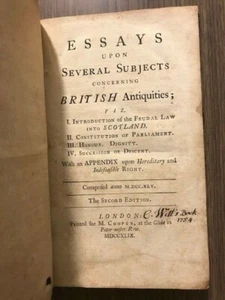 ESSAYS
UPON
SEVERAL SUBJECTS
CONCERNING
BRITISH Antiquities;
VIZ.
I. INTRODUCTION of the FEUDAL LAW
into SCOTLAND.
II. CONSTITUTION of PARLIAMENT.
III. HONOUR. DIGNITY.
IV. SUCCESSION or DESCENT.
With an APPENDIX upon Hereditary and
Indefeasible RIGHT.
Composed anno M.DCC.XLV.
The SECOND EDITION.
LONDON:
Printed for M. COOPER, at the Globe in
Pater-noster Row.
MDCCXLIX.
C. Book